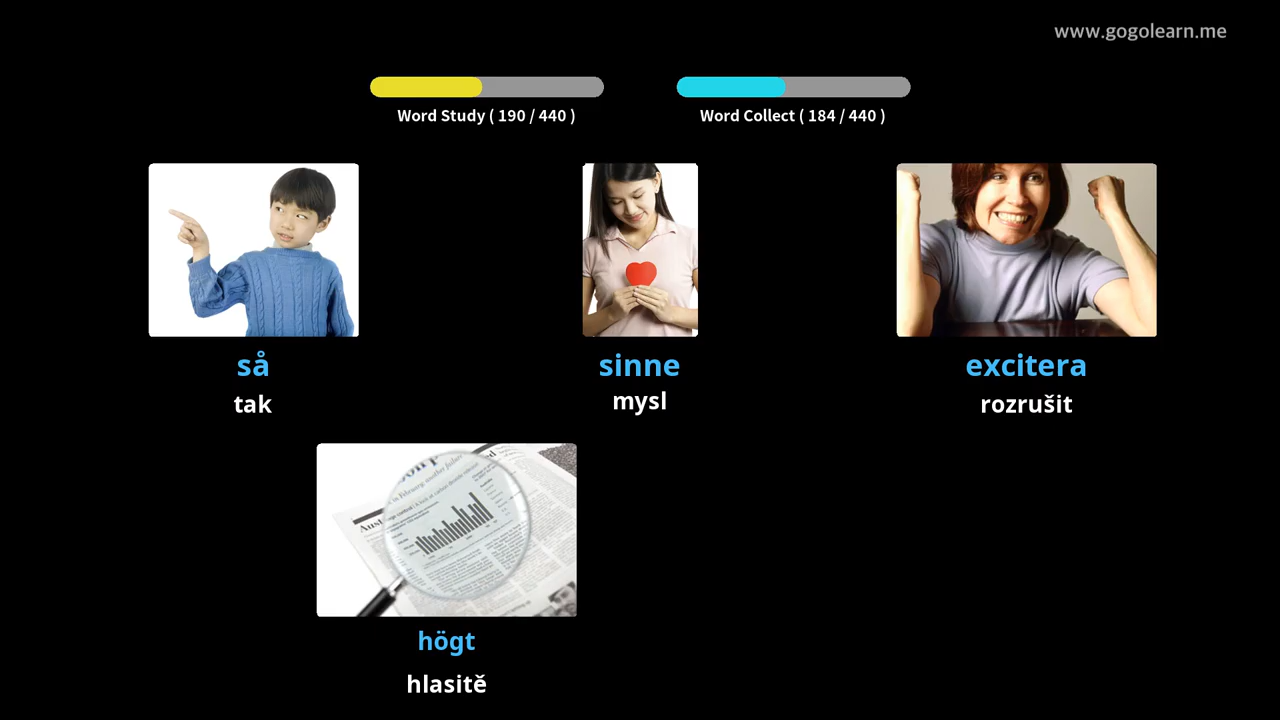 www.gogolearn.me
Word Study ( 190 / 440 )
Word Collect ( 184 / 440 )
så
tak
sinne
mysl
excitera
rozrušit
högt
hlasitě